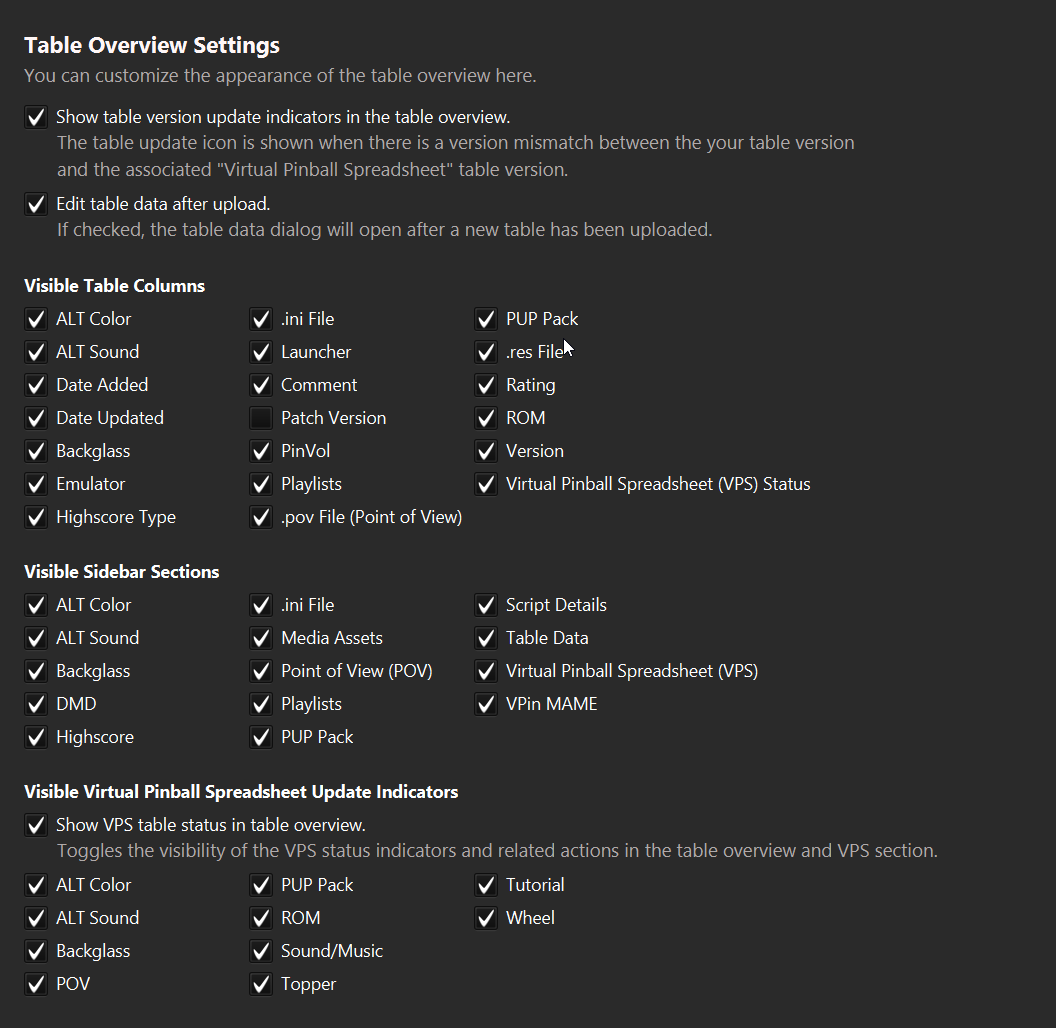 Table Overview Settings
You can customize the appearance of the table overview here.
Show table version update indicators in the table overview.
The table update icon is shown when there is a version mismatch between the your table version
and the associated "Virtual Pinball Spreadsheet" table version.
Edit table data after upload.
If checked, the table data dialog will open after a new table has been uploaded.
Visible Table Columns
ALT Color .ini File PUP Pack
ALT Sound Launcher .res File
Date Added Comment Rating
Date Updated Patch Version ROM
Backglass PinVol Version
Emulator Playlists Virtual Pinball Spreadsheet (VPS) Status
Highscore Type .pov File (Point of View)
Visible Sidebar Sections
ALT Color .ini File Script Details
ALT Sound Media Assets Table Data
Backglass Point of View (POV) Virtual Pinball Spreadsheet (VPS)
DMD Playlists VPin MAME
Highscore PUP Pack
Visible Virtual Pinball Spreadsheet Update Indicators
Show VPS table status in table overview.
Toggles the visibility of the VPS status indicators and related actions in the table overview and VPS section.
ALT Color PUP Pack Tutorial
ALT Sound ROM Wheel
Backglass Sound/Music
POV Topper